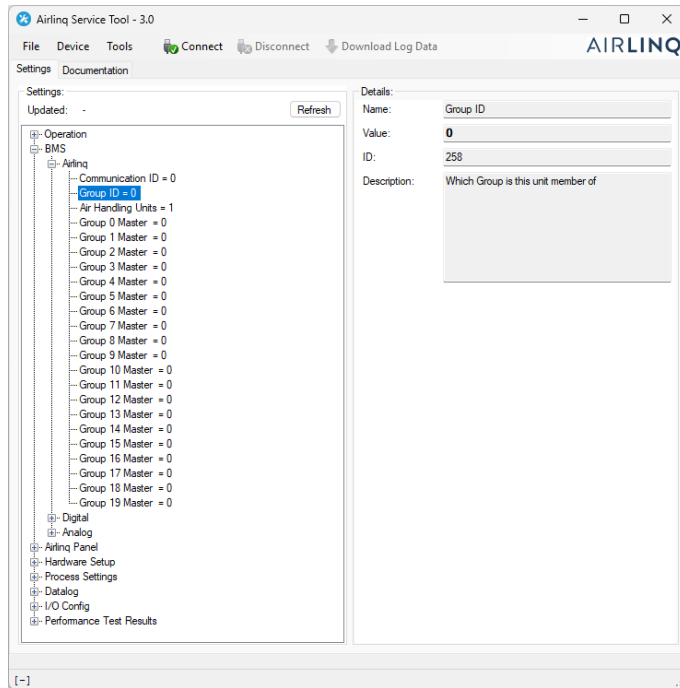 Airlinq Service Tool - 3.0
File Device Tools Connect Disconnect Download Log Data AIRLINQ
Settings Documentation
Settings:
Updated: - Refresh
Operation
BMS
Airlinq
Communication ID = 0
Group ID = 0
Air Handling Units = 1
Group 0 Master = 0
Group 1 Master = 0
Group 2 Master = 0
Group 3 Master = 0
Group 4 Master = 0
Group 5 Master = 0
Group 6 Master = 0
Group 7 Master = 0
Group 8 Master = 0
Group 9 Master = 0
Group 10 Master = 0
Group 11 Master = 0
Group 12 Master = 0
Group 13 Master = 0
Group 14 Master = 0
Group 15 Master = 0
Group 16 Master = 0
Group 17 Master = 0
Group 18 Master = 0
Group 19 Master = 0
Digital
Analog
Airlinq Panel
Hardware Setup
Process Settings
Datalog
I/O Config
Performance Test Results
Details:
Name: Group ID
Value: 0
ID: 258
Description: Which Group is this unit member of
[-]